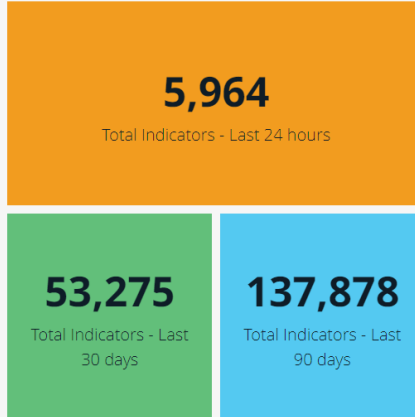 5,964
Total Indicators - Last 24 hours
53,275
Total Indicators - Last
30 days
137,878
Total Indicators - Last
90 days